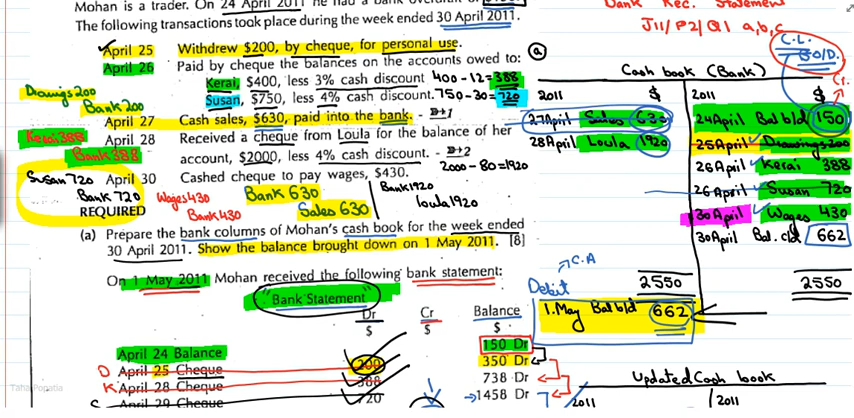 Mohan is a trader. On 24 April 2011 he had a bank overdraft of
The following transactions took place during the week ended 30 April 2011.
April 25 Withdrew $200, by cheque, for personal use.
April 26 Paid by cheque the balances on the accounts owed to:
Kerai, $400, less 3% cash discount 400-12=388
Susan, $750, less 4% cash discount. 750-30=720
Drawings 200
Bank 200
April 27 Cash sales, $630, paid into the bank. - D+1
Kerai 388
Bank 388
April 28 Received a cheque from Loula for the balance of her
account, $2000, less 4% cash discount. - D+2
2000-80=1920
Susan 720
Bank 720
April 30 Cashed cheque to pay wages, $430.
Wages 430
Bank 430
Bank 630
Sales 630
Bank 1920
Loula 1920
REQUIRED
(a) Prepare the bank columns of Mohan's cash book for the week ended
30 April 2011. Show the balance brought down on 1 May 2011. [8]
On 1 May 2011 Mohan received the following bank statement:
"Bank Statement"
Dr Cr Balance
$ $ $
April 24 Balance 150 Dr
D April 25 Cheque 200 350 Dr
K April 28 Cheque 388 738 Dr
S April 29 Cheque 720 1458 Dr
Bank Rec. Statement
J11/P2/Q1 a,b,c
C.L.
O/D.
Cr.
(a)
Cash book (Bank)
2011 $ 2011 $
27 April Sales 630 24 April Bal b/d 150
28 April Loula 1920 25 April Drawings 200
26 April Kerai 388
26 April Susan 720
30 April Wages 430
30 April Bal. c/d 662
2550 2550
Debit
C.A
1. May Bal b/d 662
Updated Cash book
2011 2011
Taha Popatia